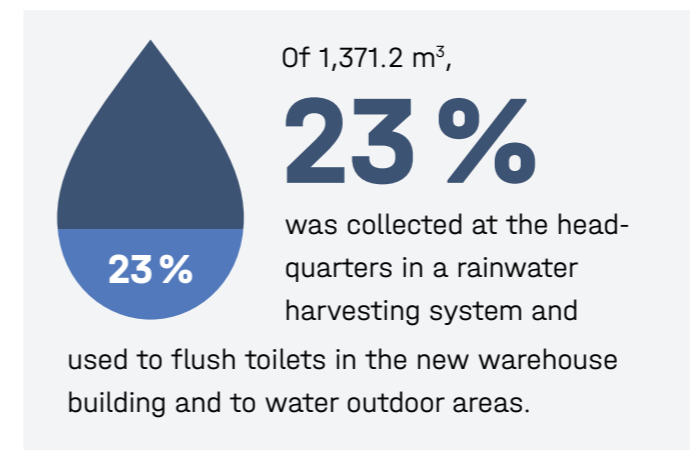 Of 1,371.2 m³,
23 %
was collected at the head-
quarters in a rainwater
harvesting system and
used to flush toilets in the new warehouse
building and to water outdoor areas.
23 %